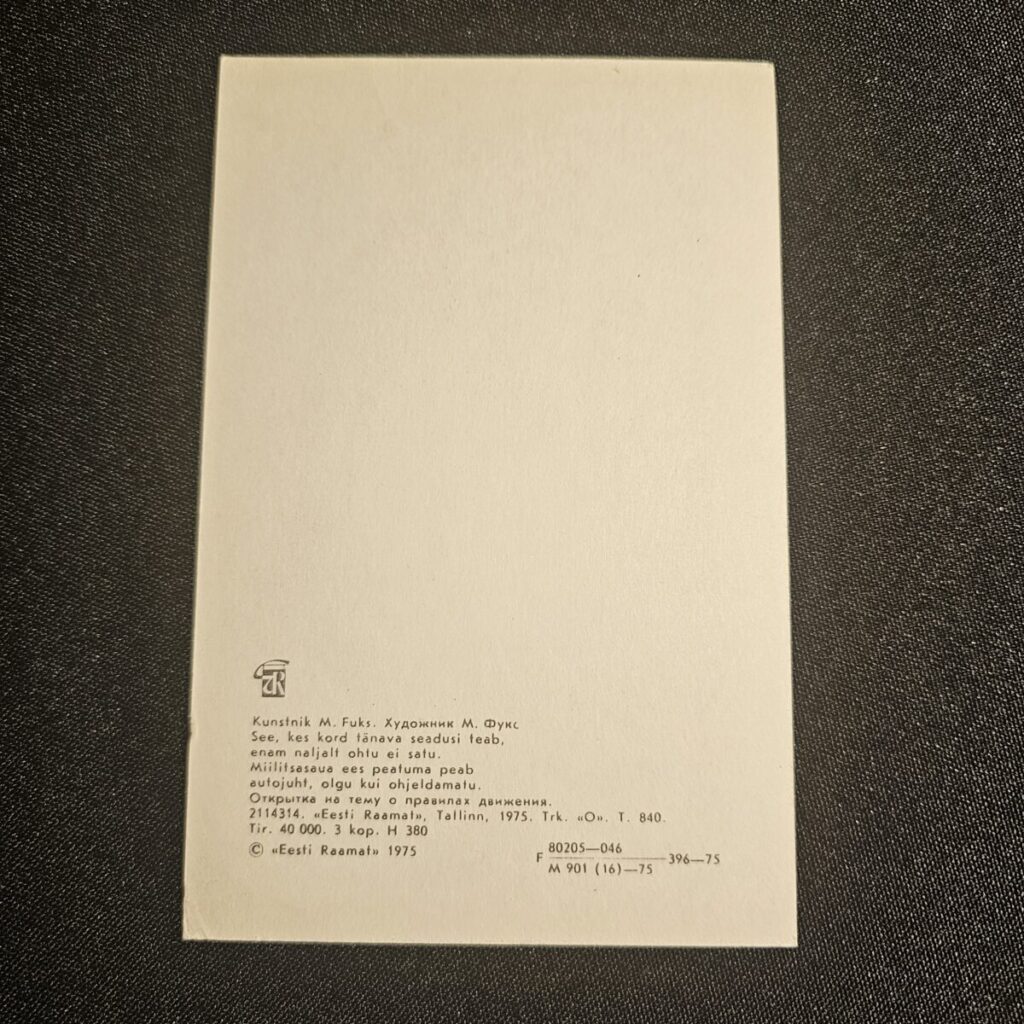 Kunstnik M. Fuks. Художник М. Фукс
See, kes kord tänava seadusi teab,
enam naljalt ohtu ei satu.
Miilitsasaua ees peatuma peab
autojuht, olgu kui ohjeldamatu.
Открытка на тему о правилах движения.
2114314. «Eesti Raamat», Tallinn, 1975. Trk. «O». T. 840.
Tir. 40 000. 3 kop. H 380
© «Eesti Raamat» 1975
80205—046
F ———396—75
M 901 (16)—75